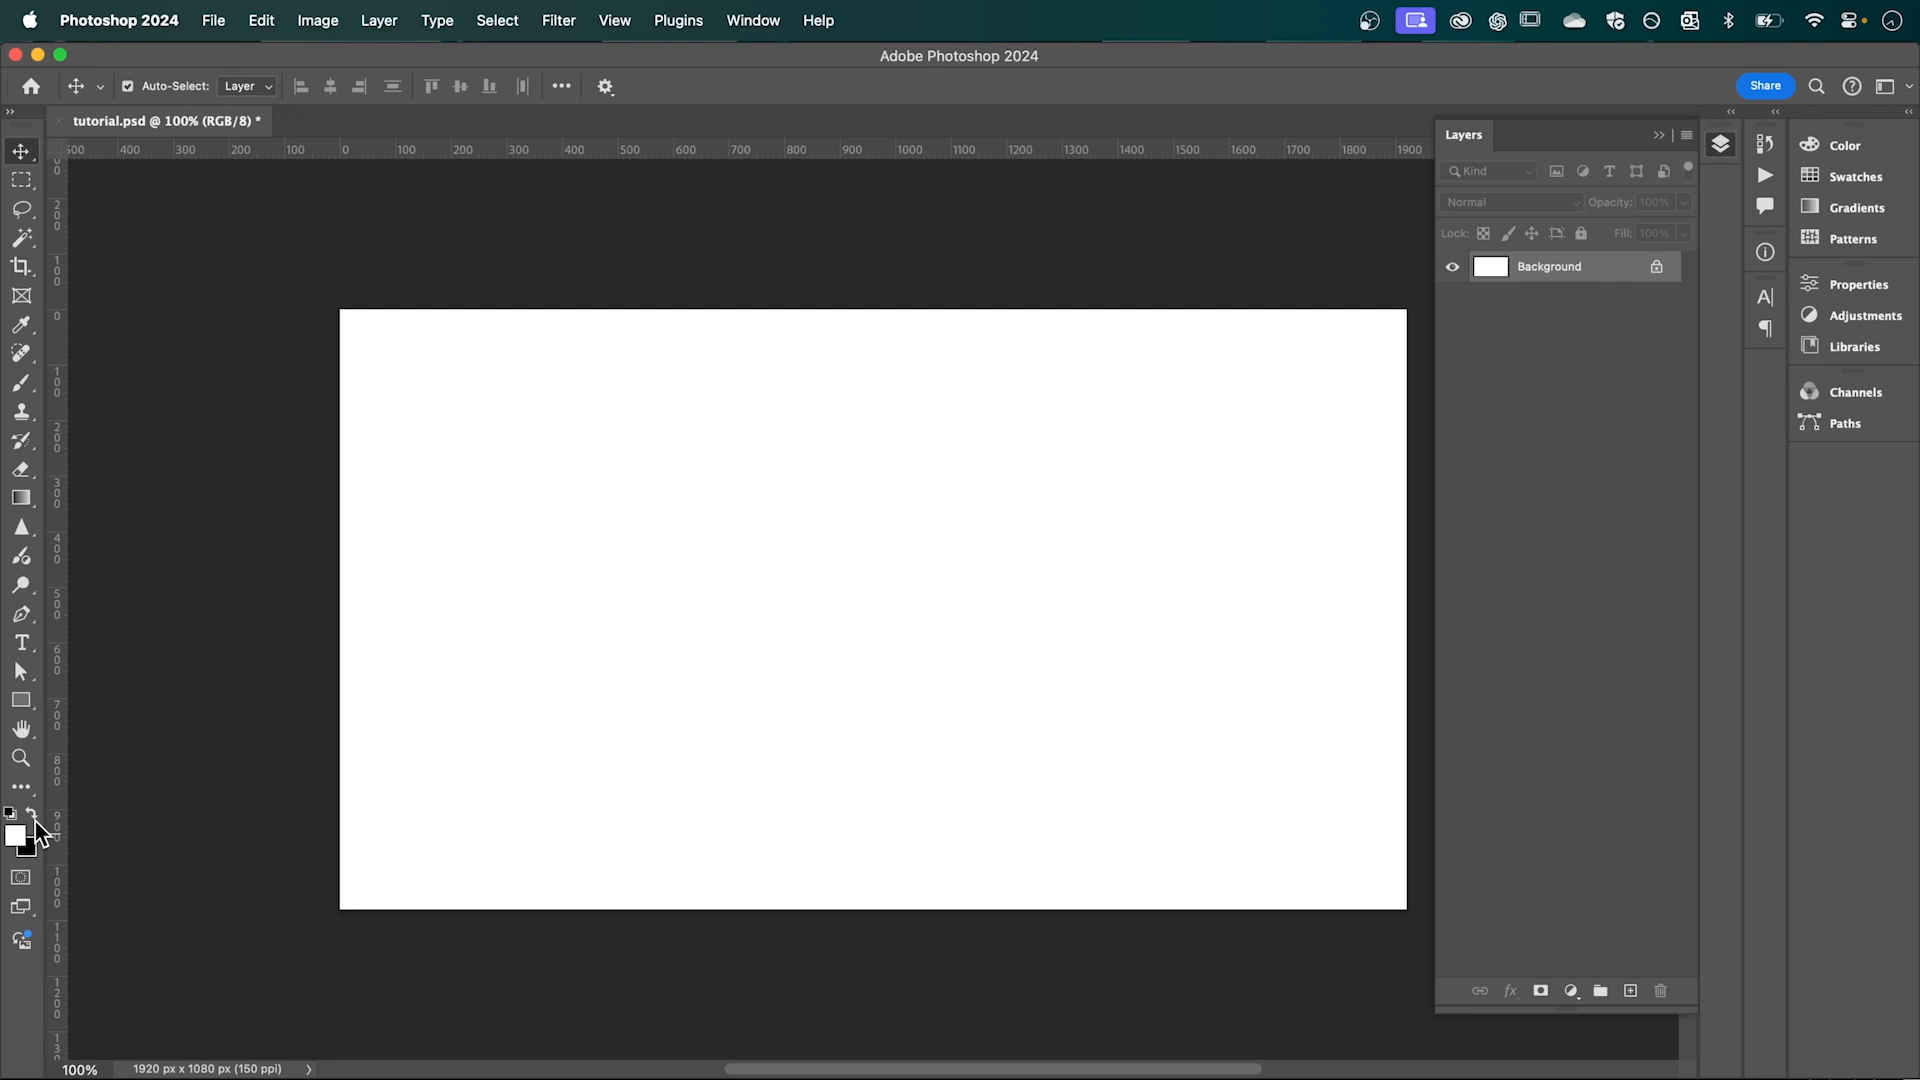 Photoshop 2024 File Edit Image Layer Type Select Filter View Plugins Window Help
Adobe Photoshop 2024
Auto-Select: Layer Share
tutorial.psd @ 100% (RGB/8) *
500 400 300 200 100 0 100 200 300 400 500 600 700 800 900 1000 1100 1200 1300 1400 1500 1600 1700 1800 1900
0 200 100 0 100 200 300 400 500 600 700 800 900 1000 1100 1200 130
Layers
Kind
Normal Opacity: 100%
Lock: Fill: 100%
Background
fx
Color
Swatches
Gradients
Patterns
Properties
Adjustments
Libraries
Channels
Paths
100% 1920 px x 1080 px (150 ppi)